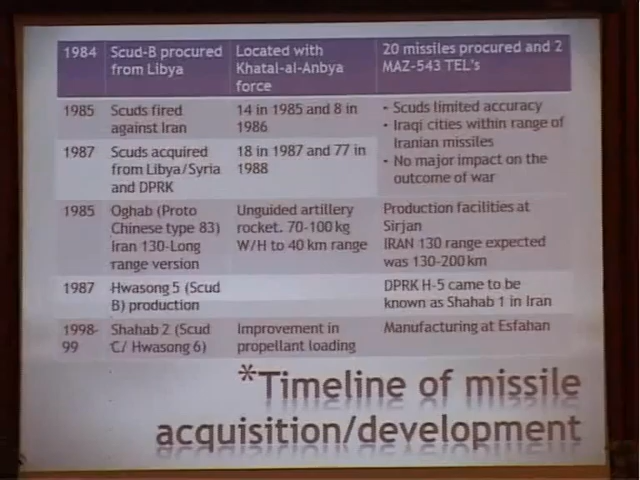 1984
Scud-B procured
from Libya
Located with
Khatal-al-Anbya
force
20 missiles procured and 2
MAZ-543 TEL's
1985
Scuds fired
against Iran
14 in 1985 and 8 in
1986
- Scuds limited accuracy
- Iraqi cities within range of
Iranian missiles
- No major impact on the
outcome of war
1987
Scuds acquired
from Libya/Syria
and DPRK
18 in 1987 and 77 in
1988
1985
Oghab (Proto
Chinese type 83)
Iran 130-Long
range version
Unguided artillery
rocket. 70-100 kg
W/H to 40 km range
Production facilities at
Sirjan
IRAN 130 range expected
was 130-200 km
1987
Hwasong 5 (Scud
B) production
DPRK H-5 came to be
known as Shahab 1 in Iran
1998-
99
Shahab 2 (Scud
C/ Hwasong 6)
Improvement in
propellant loading
Manufacturing at Esfahan
*Timeline of missile
acquisition/development